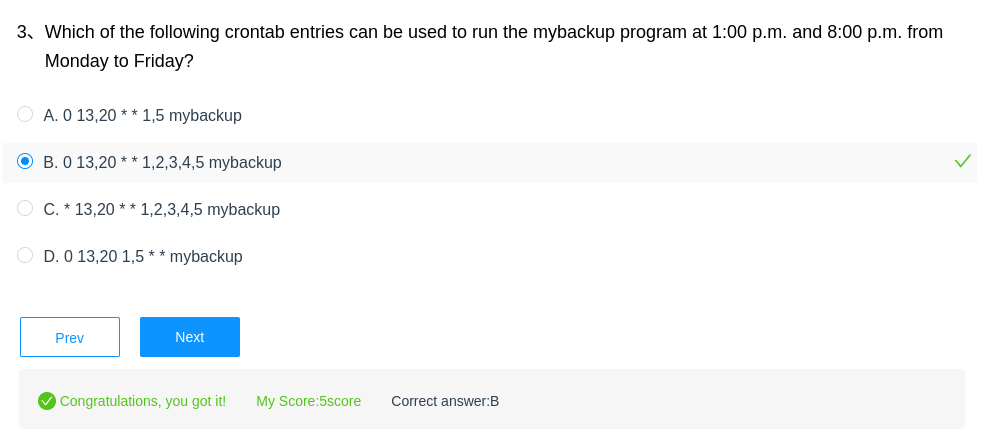 3、Which of the following crontab entries can be used to run the mybackup program at 1:00 p.m. and 8:00 p.m. from
Monday to Friday?
A. 0 13,20 * * 1,5 mybackup
B. 0 13,20 * * 1,2,3,4,5 mybackup
C. * 13,20 * * 1,2,3,4,5 mybackup
D. 0 13,20 1,5 * * mybackup
Prev Next
Congratulations, you got it! My Score:5score Correct answer:B